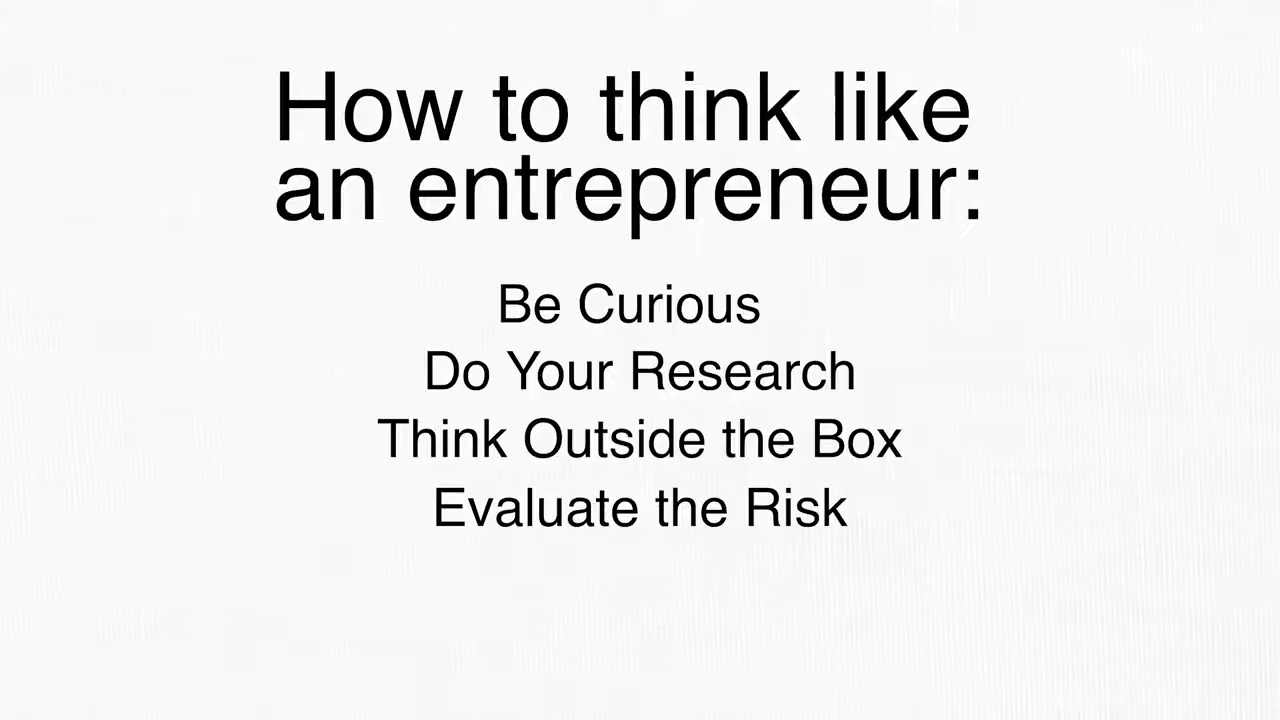 How to think like
an entrepreneur:
Be Curious
Do Your Research
Think Outside the Box
Evaluate the Risk